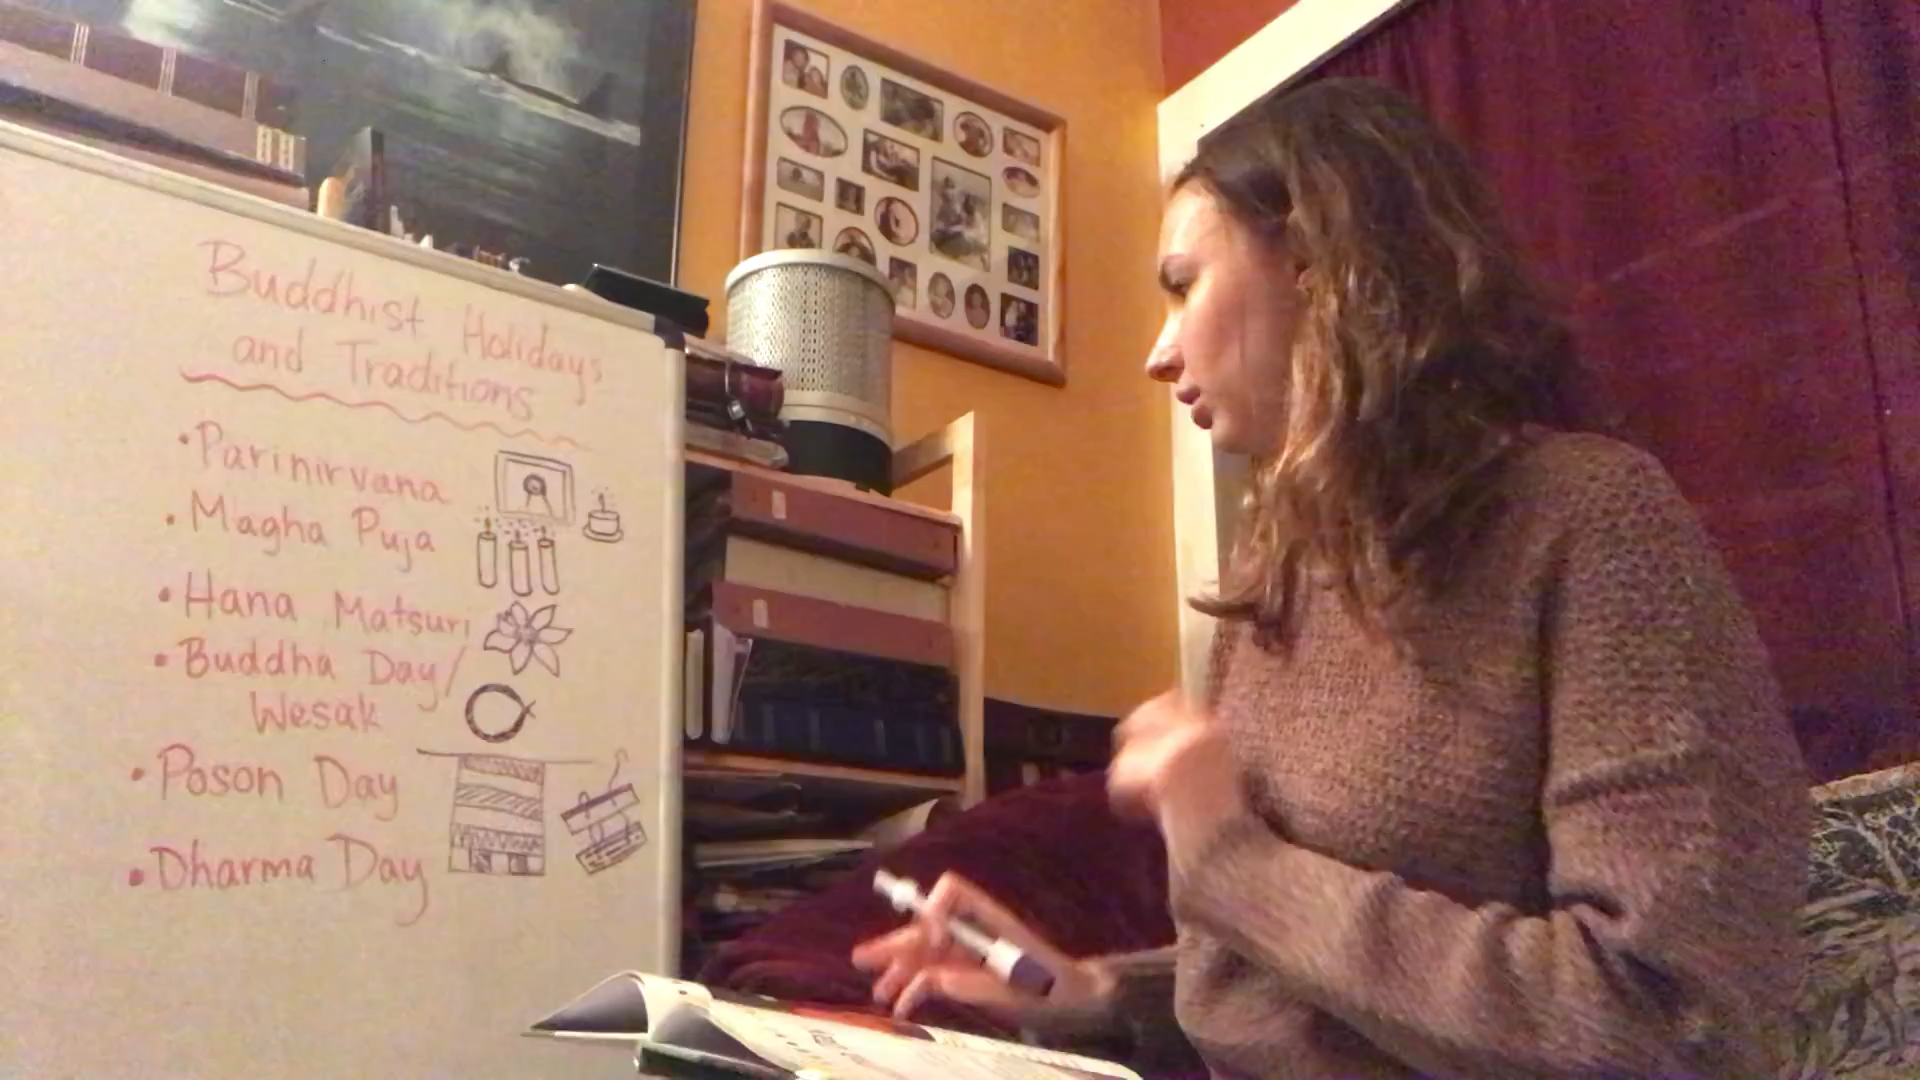 Buddhist Holidays
and Traditions
• Parinirvana
• Magha Puja
• Hana Matsuri
• Buddha Day/
Wesak
• Poson Day
• Dharma Day